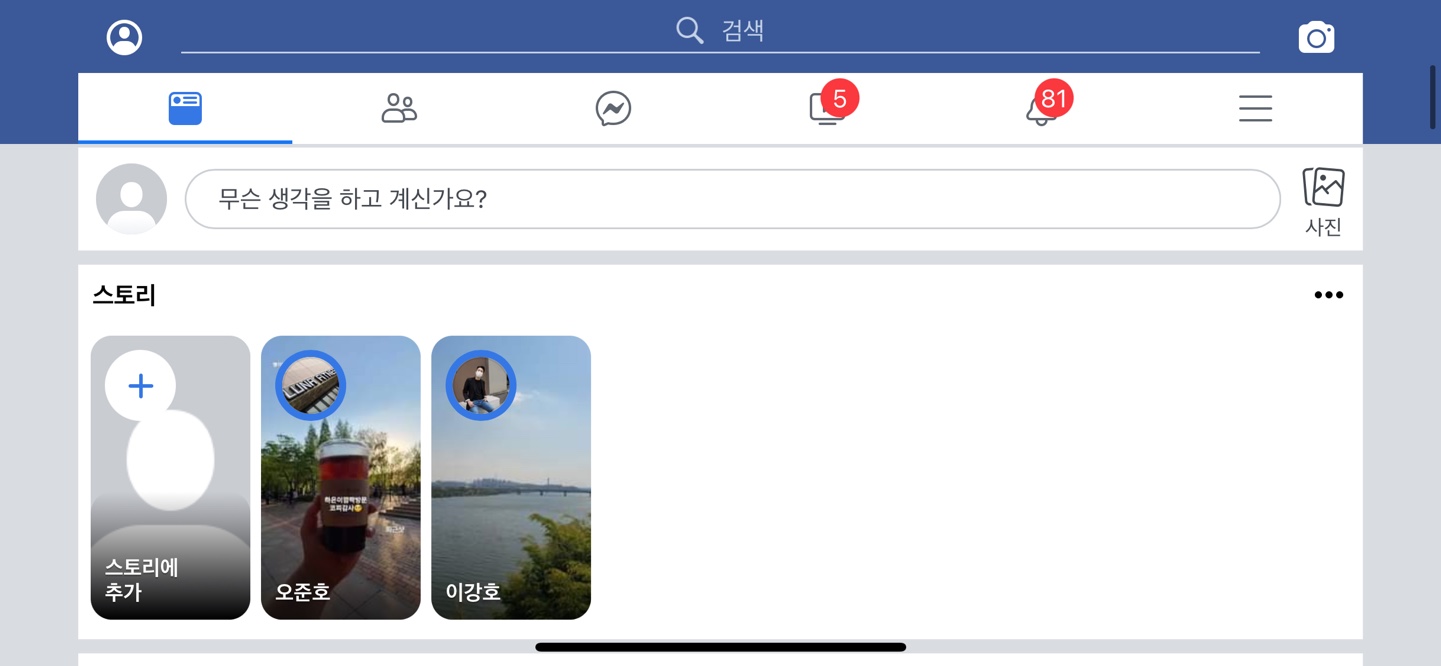 검색
5
81
무슨 생각을 하고 계신가요?
사진
스토리
스토리에
추가
LUNA FITNE
하은이깜짝방문
코피감사🥹
오준호
이강호